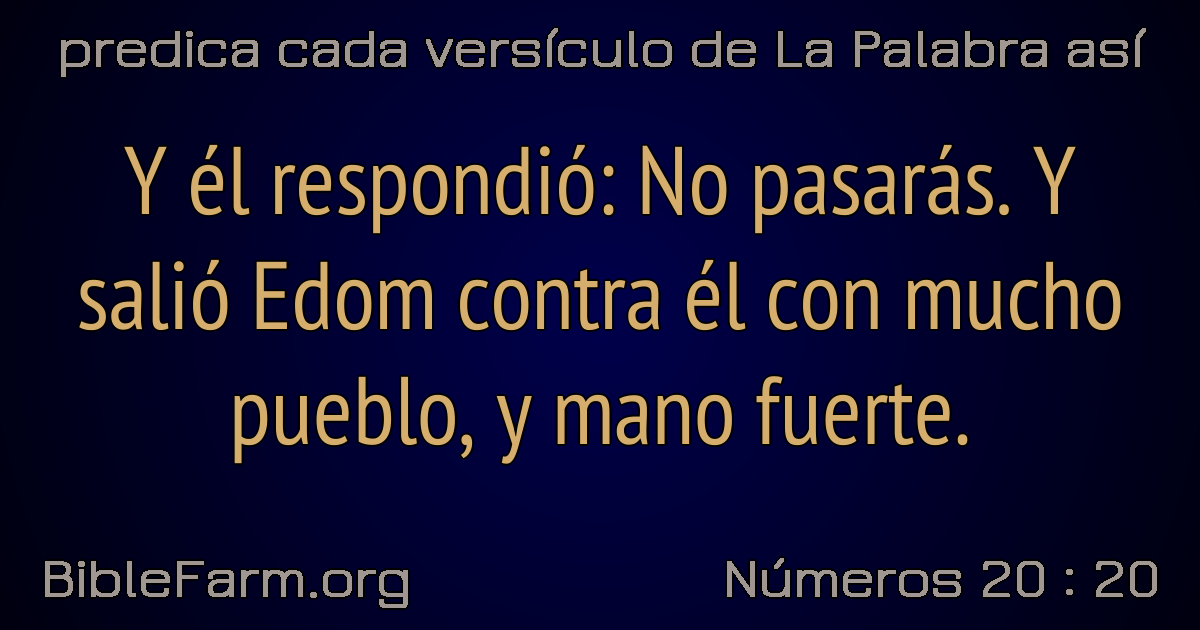 predica cada versículo de La Palabra así
Y él respondió: No pasarás. Y
salió Edom contra él con mucho
pueblo, y mano fuerte.
BibleFarm.org
Números 20 : 20